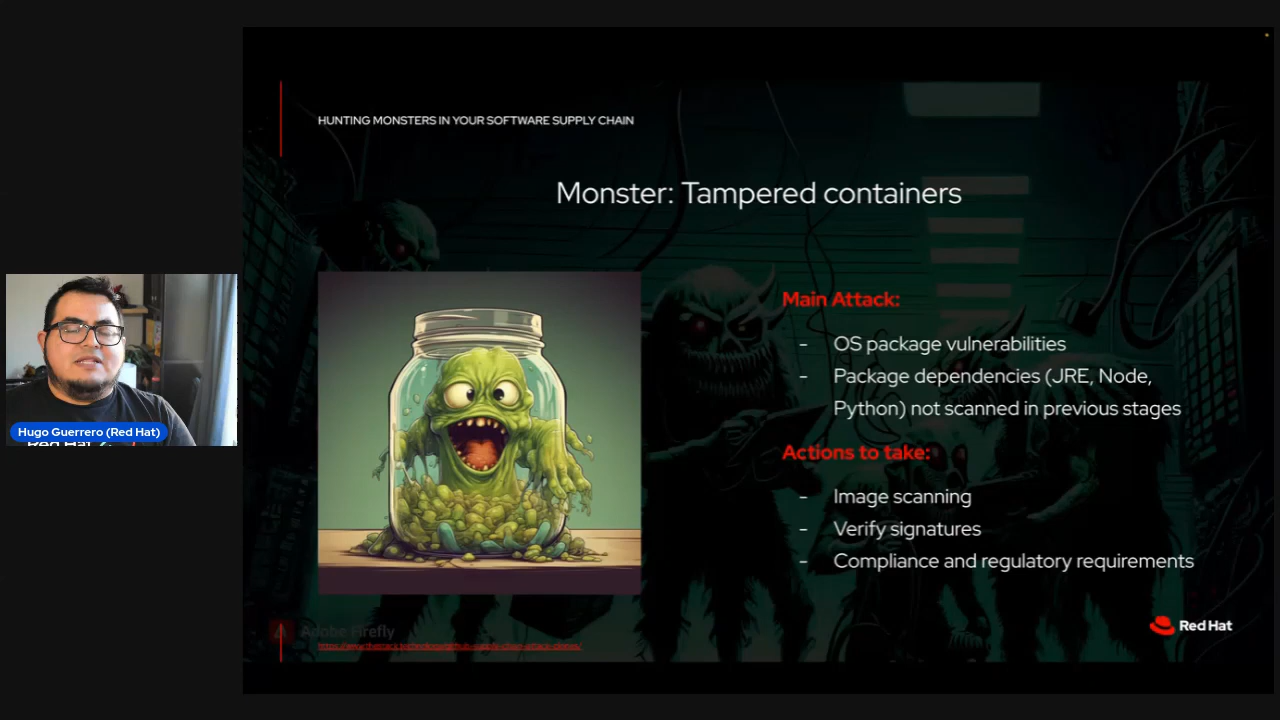 HUNTING MONSTERS IN YOUR SOFTWARE SUPPLY CHAIN
Monster: Tampered containers
Main Attack:
- OS package vulnerabilities
- Package dependencies (JRE, Node,
Python) not scanned in previous stages
Actions to take:
- Image scanning
- Verify signatures
- Compliance and regulatory requirements
Hugo Guerrero (Red Hat)
Adobe Firefly
Red Hat